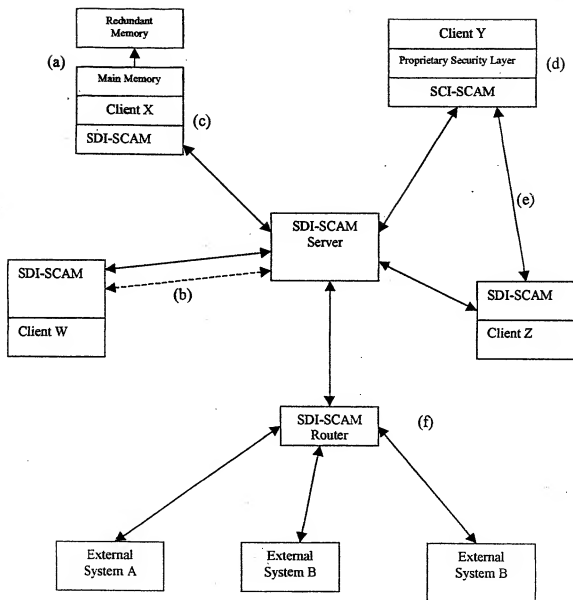 Redundant
Memory
(a)
Main Memory
Client X
SDI-SCAM
(c)
Client Y
Proprietary Security Layer
SCI-SCAM
(d)
(e)
SDI-SCAM
Server
SDI-SCAM
Client W
(b)
SDI-SCAM
Client Z
SDI-SCAM
Router
(f)
External
System A
External
System B
External
System B